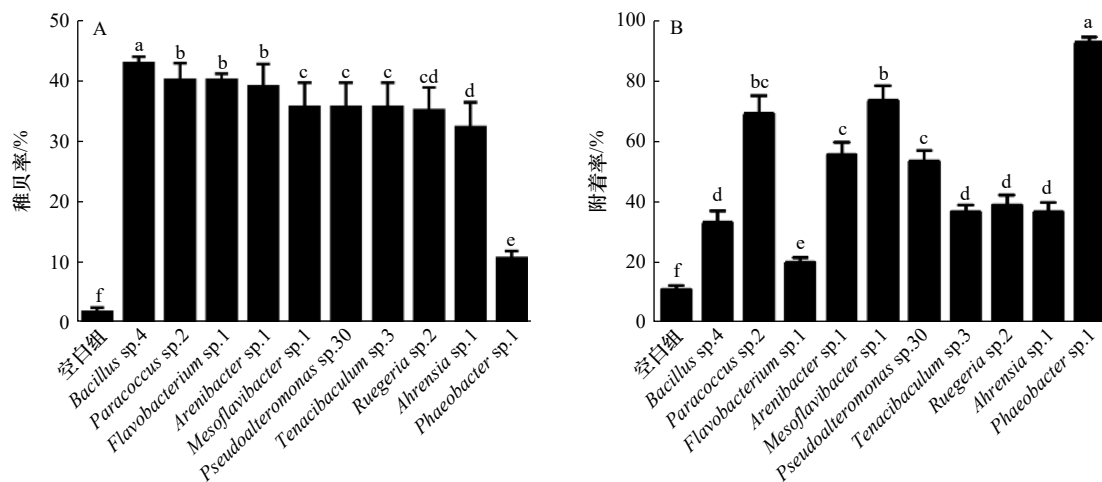 A
稚贝率/%
50
40
30
20
10
0
f
a
b
b
b
c
c
c
cd
d
e
空白组
Bacillus sp.4
Paracoccus sp.2
Flavobacterium sp.1
Arenibacter sp.1
Mesoflavibacter sp.1
Pseudoalteromonas sp.30
Tenacibaculum sp.3
Ruegeria sp.2
Ahrensia sp.1
Phaeobacter sp.1
B
附着率/%
100
80
60
40
20
0
f
d
bc
e
c
b
c
d
d
d
a
空白组
Bacillus sp.4
Paracoccus sp.2
Flavobacterium sp.1
Arenibacter sp.1
Mesoflavibacter sp.1
Pseudoalteromonas sp.30
Tenacibaculum sp.3
Ruegeria sp.2
Ahrensia sp.1
Phaeobacter sp.1